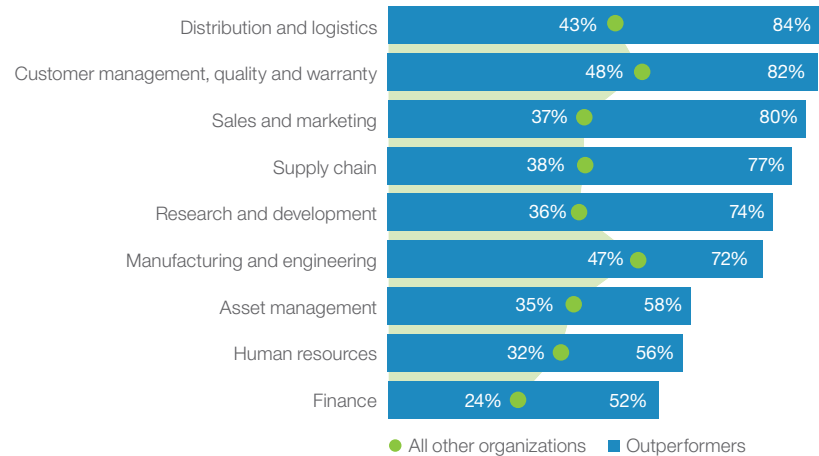 Distribution and logistics 43% 84%
Customer management, quality and warranty 48% 82%
Sales and marketing 37% 80%
Supply chain 38% 77%
Research and development 36% 74%
Manufacturing and engineering 47% 72%
Asset management 35% 58%
Human resources 32% 56%
Finance 24% 52%
All other organizations Outperformers